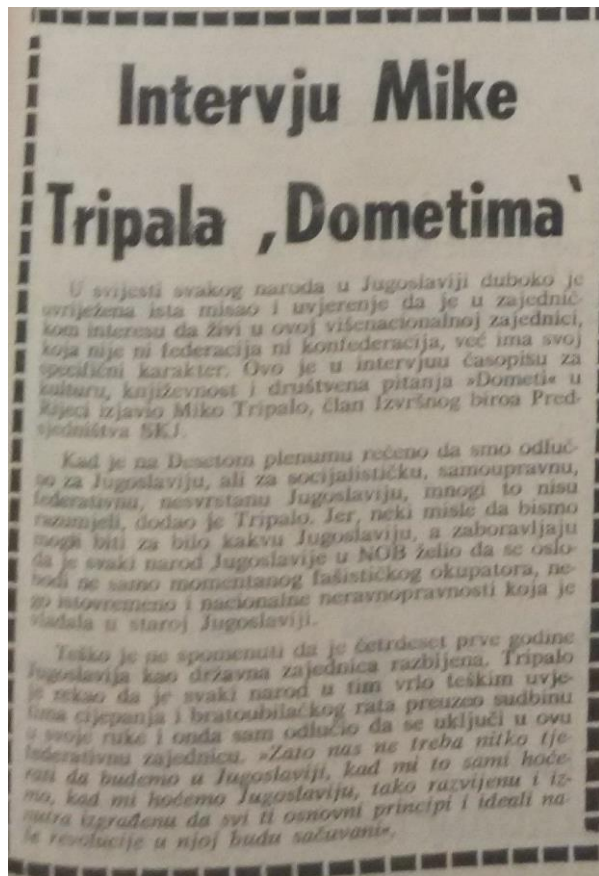 Intervju Mike
Tripala ‚Dometima‘
U svijesti svakog naroda u Jugoslaviji duboko je
uvriježena ista misao i uvjerenje da je u zajednič-
kom interesu da živi u ovoj višenacionalnoj zajednici,
koja nije ni federacija ni konfederacija, već ima svoj
specifični karakter. Ovo je u intervjuu časopisu za
kulturu, književnost i društvena pitanja »Dometi« u
Rijeci izjavio Miko Tripalo, član Izvršnog biroa Pred-
sjedništva SKJ.
Kad je na Desetom plenumu rečeno da smo odluč-
no za Jugoslaviju, ali za socijalističku, samoupravnu,
federativnu, nesvrstanu Jugoslaviju, mnogi to nisu
razumjeli, dodao je Tripalo. Jer, neki misle da bismo
mogli biti za bilo kakvu Jugoslaviju, a zaboravljaju
da je svaki narod Jugoslavije u NOB želio da se oslo-
bodi ne samo momentanog fašističkog okupatora, ne-
go istovremeno i nacionalne neravnopravnosti koja je
vladala u staroj Jugoslaviji.
Teško je ne spomenuti da je četrdeset prve godine
Jugoslavija kao državna zajednica razbijena. Tripalo
je rekao da je svaki narod u tim vrlo teškim uvje-
tima cijepanja i bratoubilačkog rata preuzeo sudbinu
u svoje ruke i onda sam odlučio da se uključi u ovu
federativnu zajednicu. »Zato nas ne treba nitko tje-
rati da budemo u Jugoslaviji, kad mi to sami hoće-
mo, kad mi hoćemo Jugoslaviju, tako razvijenu i iz-
nutra izgrađenu da svi ti osnovni principi i ideali na-
še revolucije u njoj budu sačuvani«.